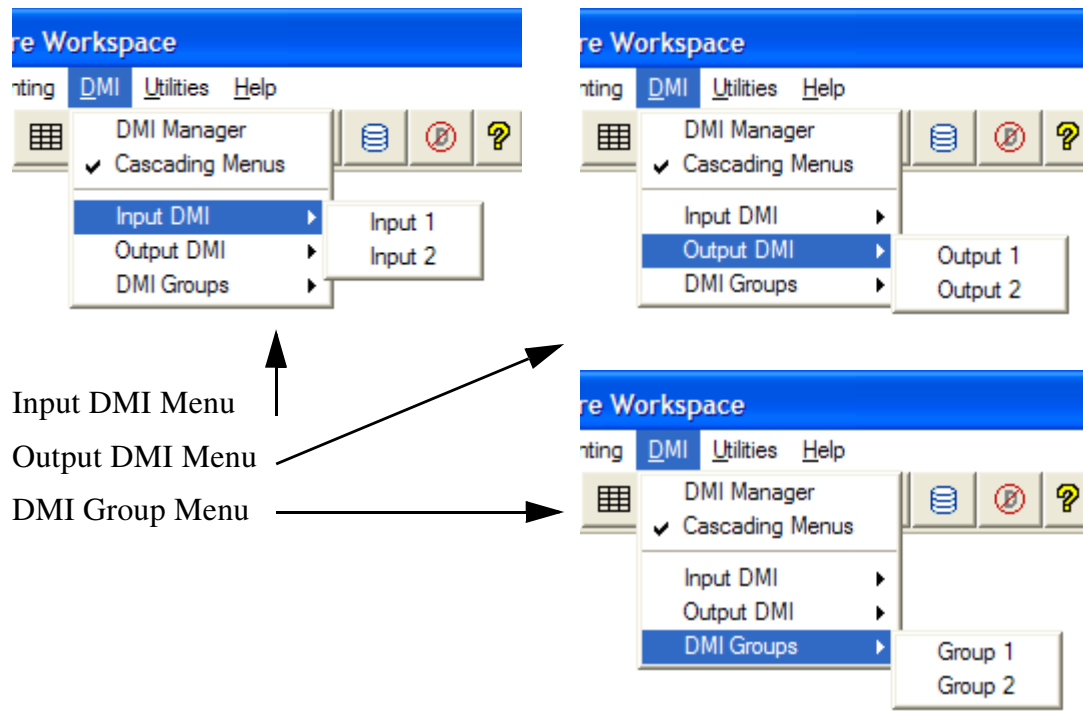 re Workspace
nting DMI Utilities Help
DMI Manager
Cascading Menus
Input DMI
Output DMI
DMI Groups
Input 1
Input 2
re Workspace
nting DMI Utilities Help
DMI Manager
Cascading Menus
Input DMI
Output DMI
DMI Groups
Output 1
Output 2
Input DMI Menu
Output DMI Menu
DMI Group Menu
re Workspace
nting DMI Utilities Help
DMI Manager
Cascading Menus
Input DMI
Output DMI
DMI Groups
Group 1
Group 2